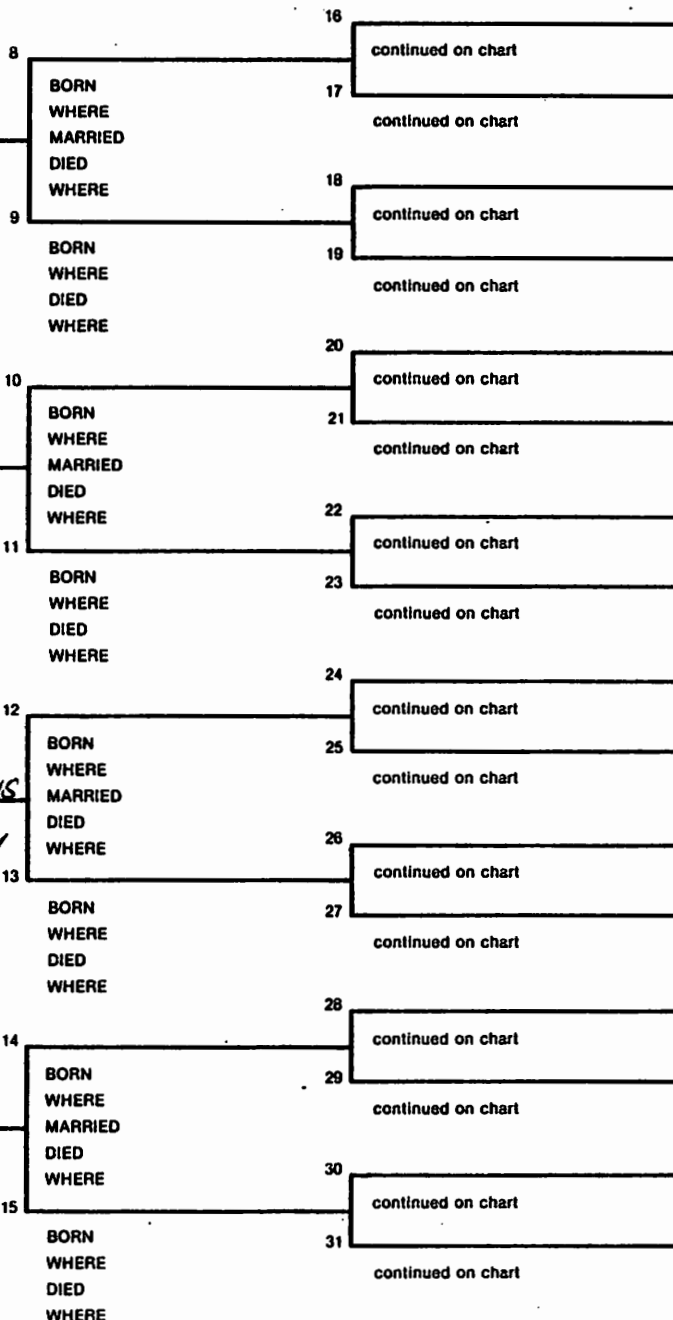 16
continued on chart
8
BORN
17
WHERE
continued on chart
MARRIED
DIED
18
WHERE
continued on chart
9
BORN
19
WHERE
continued on chart
DIED
WHERE
20
10
continued on chart
BORN
21
WHERE
continued on chart
MARRIED
DIED
22
WHERE
continued on chart
11
BORN
23
WHERE
continued on chart
DIED
WHERE
24
12
continued on chart
BORN
25
WHERE
continued on chart
MARRIED
DIED
26
WHERE
continued on chart
13
BORN
27
WHERE
continued on chart
DIED
WHERE
28
14
continued on chart
BORN
29
WHERE
continued on chart
MARRIED
DIED
30
WHERE
continued on chart
15
BORN
31
WHERE
continued on chart
DIED
WHERE